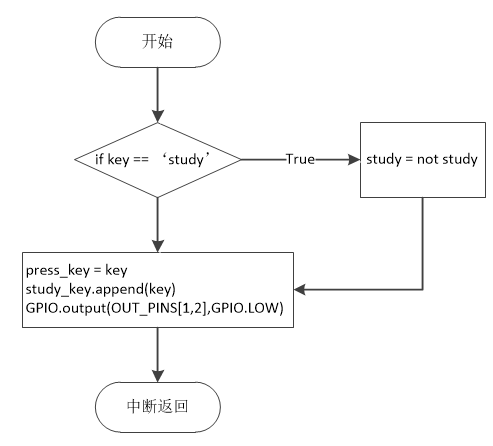 开始
if key == ‘study’
True
study = not study
press_key = key
study_key.append(key)
GPIO.output(OUT_PINS[1,2],GPIO.LOW)
中断返回